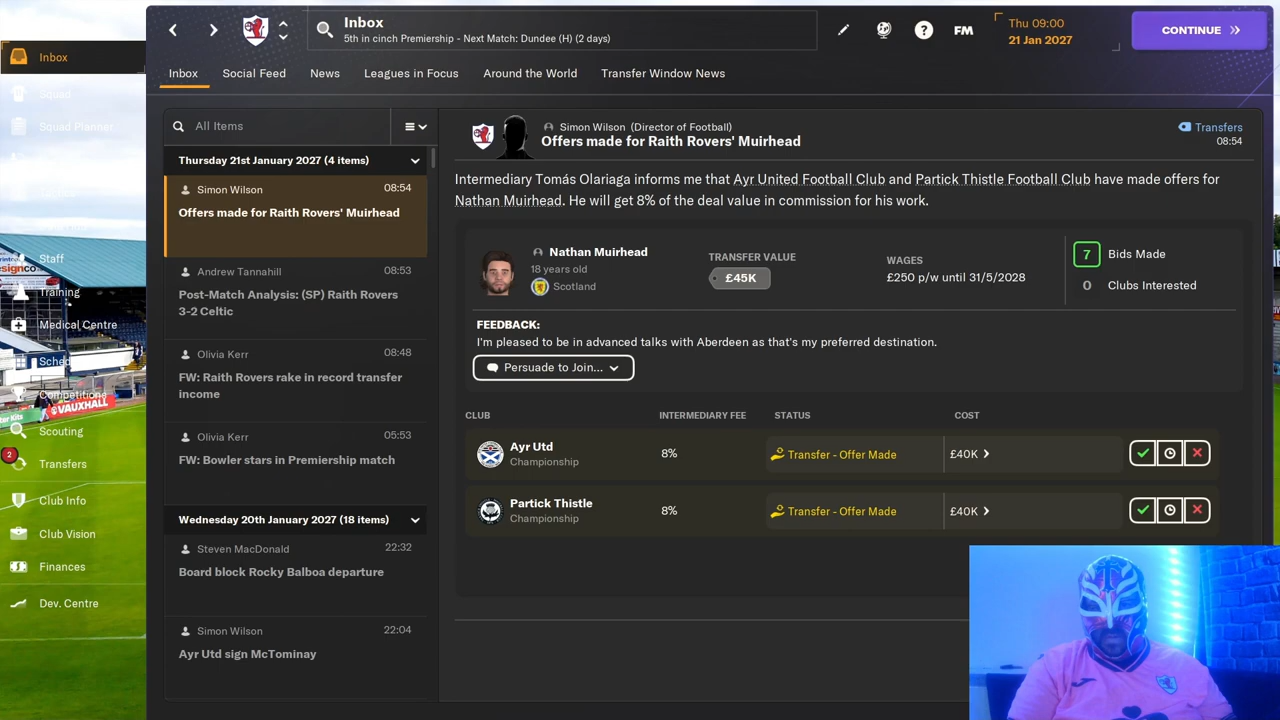 Inbox
5th in cinch Premiership - Next Match: Dundee (H) (2 days)
?
FM
Thu 09:00
21 Jan 2027
CONTINUE
Inbox
Social Feed
News
Leagues in Focus
Around the World
Transfer Window News
Inbox
Squad
Squad Planner
Staff
Training
Medical Centre
Sched
Competitions
Scouting
2
Transfers
Club Info
Club Vision
Finances
Dev. Centre
VAUXHALL
All Items
Thursday 21st January 2027 (4 items)
Simon Wilson 08:54
Offers made for Raith Rovers' Muirhead
Andrew Tannahill 08:53
Post-Match Analysis: (SP) Raith Rovers
3-2 Celtic
Olivia Kerr 08:48
FW: Raith Rovers rake in record transfer
income
Olivia Kerr 05:53
FW: Bowler stars in Premiership match
Wednesday 20th January 2027 (18 items)
Steven MacDonald 22:32
Board block Rocky Balboa departure
Simon Wilson 22:04
Ayr Utd sign McTominay
Simon Wilson (Director of Football)
Offers made for Raith Rovers' Muirhead
Transfers
08:54
Intermediary Tomás Olariaga informs me that Ayr United Football Club and Partick Thistle Football Club have made offers for
Nathan Muirhead. He will get 8% of the deal value in commission for his work.
Nathan Muirhead
18 years old
Scotland
TRANSFER VALUE
£45K
WAGES
£250 p/w until 31/5/2028
7 Bids Made
0 Clubs Interested
FEEDBACK:
I'm pleased to be in advanced talks with Aberdeen as that's my preferred destination.
Persuade to Join...
CLUB INTERMEDIARY FEE STATUS COST
Ayr Utd
Championship
8%
Transfer - Offer Made
£40K
Partick Thistle
Championship
8%
Transfer - Offer Made
£40K